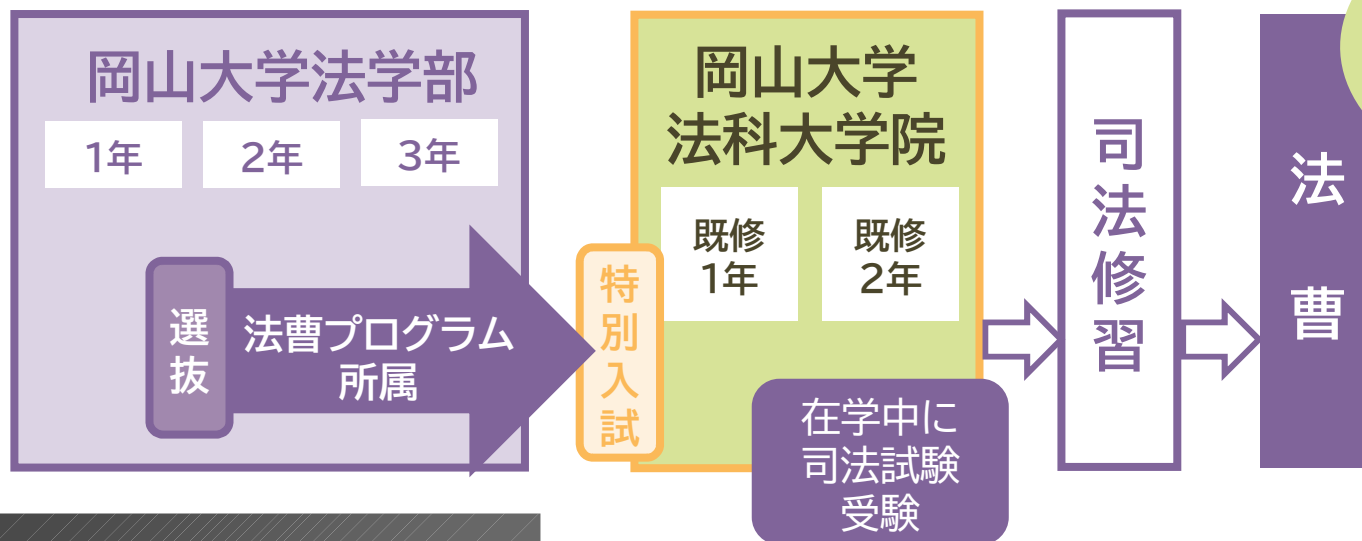 岡山大学法学部
1年
2年
3年
選抜
法曹プログラム
所属
特別入試
岡山大学
法科大学院
既修
1年
既修
2年
在学中に
司法試験
受験
司法修習
法曹